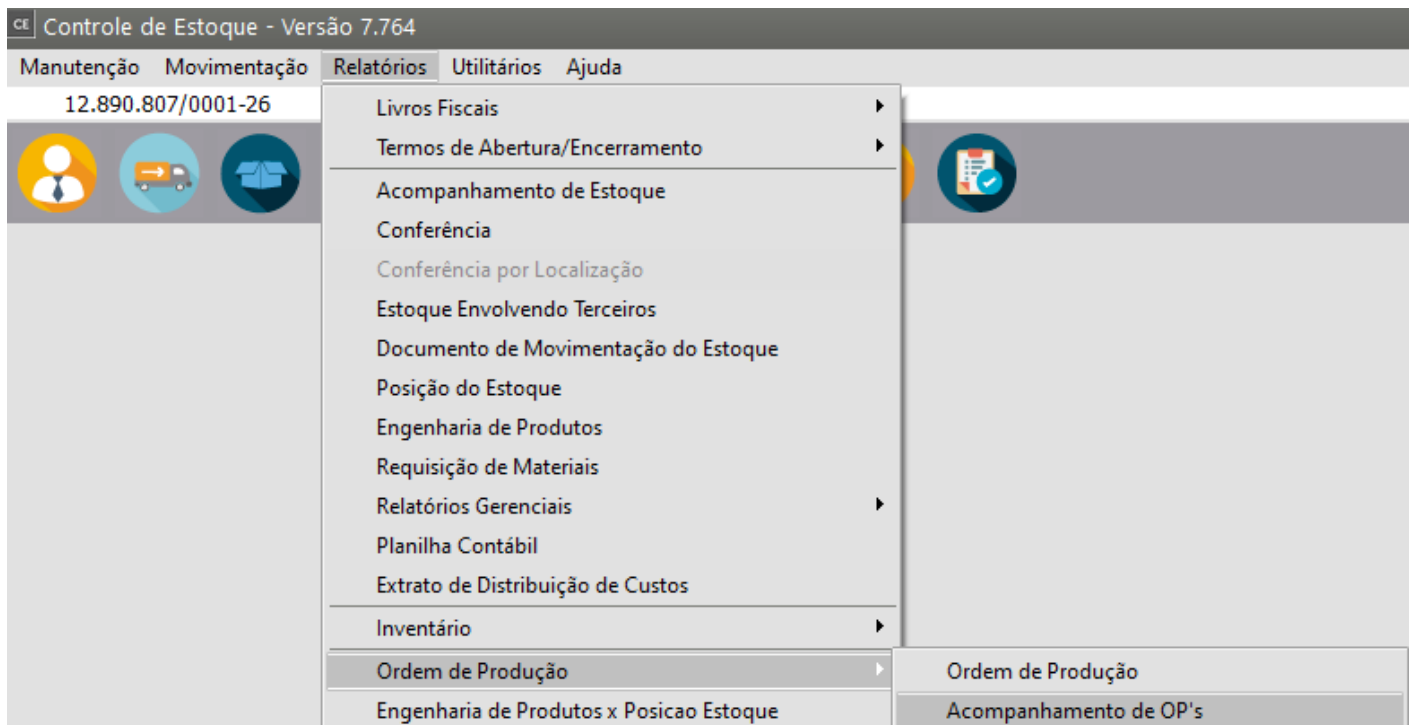 CE Controle de Estoque - Versão 7.764
Manutenção Movimentação Relatórios Utilitários Ajuda
12.890.807/0001-26
Livros Fiscais
Termos de Abertura/Encerramento
Acompanhamento de Estoque
Conferência
Conferência por Localização
Estoque Envolvendo Terceiros
Documento de Movimentação do Estoque
Posição do Estoque
Engenharia de Produtos
Requisição de Materiais
Relatórios Gerenciais
Planilha Contábil
Extrato de Distribuição de Custos
Inventário
Ordem de Produção Ordem de Produção
Engenharia de Produtos x Posicao Estoque Acompanhamento de OP's